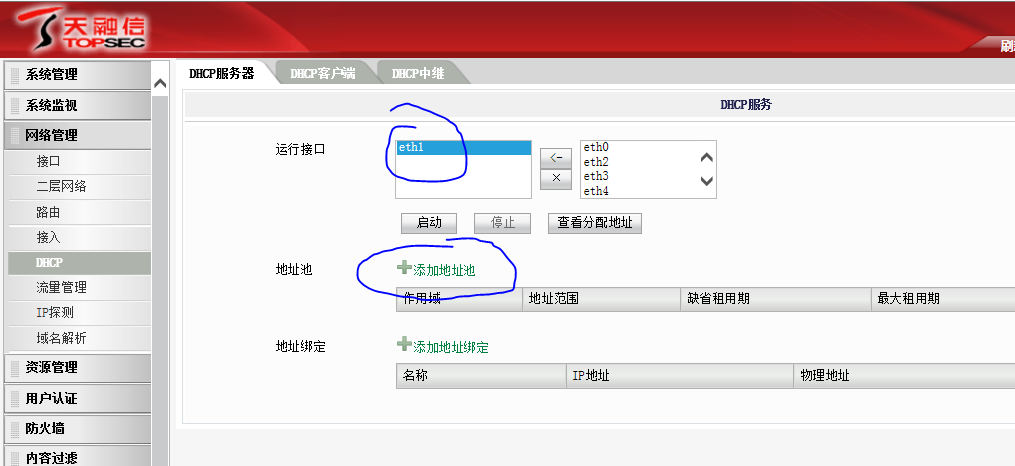 天融信
TOPSEC
系统管理
系统监视
网络管理
接口
二层网络
路由
接入
DHCP
流量管理
IP探测
域名解析
资源管理
用户认证
防火墙
内容过滤
DHCP服务器 DHCP客户端 DHCP中继
DHCP服务
运行接口
eth1
<-
×
eth0
eth2
eth3
eth4
启动 停止 查看分配地址
地址池 添加地址池
作用域 地址范围 缺省租用期 最大租用期
地址绑定 添加地址绑定
名称 IP地址 物理地址